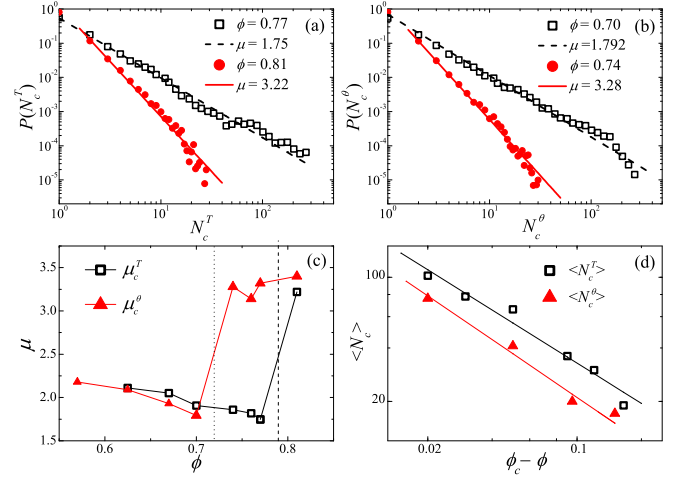 (a)
10^0
10^-1
10^-2
10^-3
10^-4
10^-5
P(N_c^T)
ϕ = 0.77
μ = 1.75
ϕ = 0.81
μ = 3.22
10^0 10^1 10^2
N_c^T
(b)
10^0
10^-1
10^-2
10^-3
10^-4
10^-5
P(N_c^θ)
ϕ = 0.70
μ = 1.792
ϕ = 0.74
μ = 3.28
10^0 10^1 10^2
N_c^θ
(c)
3.5
3.0
2.5
2.0
1.5
μ
μ_c^T
μ_c^θ
0.6 0.7 0.8
ϕ
(d)
100
20
<N_c>
<N_c^T>
<N_c^θ>
0.02 0.1
ϕ_c − ϕ